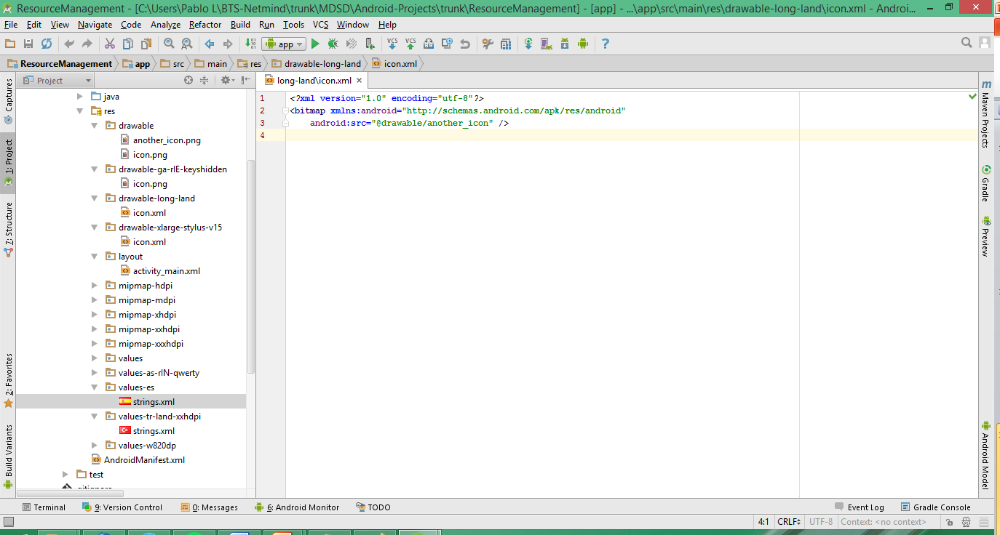 ResourceManagement - [C:\Users\Pablo L\BTS-Netmind\trunk\MDSD\Android-Projects\trunk\ResourceManagement] - [app] - ...\app\src\main\res\drawable-long-land\icon.xml - Androi...
File Edit View Navigate Code Analyze Refactor Build Run Tools VCS Window Help
app
VCS VCS
ResourceManagement app src main res drawable-long-land icon.xml
Project
long-land\icon.xml
Captures
1: Project
7: Structure
2: Favorites
Build Variants
java
res
drawable
another_icon.png
icon.png
drawable-ga-rIE-keyshidden
icon.png
drawable-long-land
icon.xml
drawable-xlarge-stylus-v15
icon.xml
layout
activity_main.xml
mipmap-hdpi
mipmap-mdpi
mipmap-xhdpi
mipmap-xxhdpi
mipmap-xxxhdpi
values
values-as-rIN-qwerty
values-es
strings.xml
values-tr-land-xxhdpi
strings.xml
values-w820dp
AndroidManifest.xml
test
1 <?xml version="1.0" encoding="utf-8"?>
2 <bitmap xmlns:android="http://schemas.android.com/apk/res/android"
3 android:src="@drawable/another_icon" />
4
Maven Projects
Gradle
Preview
Android Model
Terminal 9: Version Control 0: Messages 6: Android Monitor TODO Event Log Gradle Console
4:1 CRLF UTF-8 Context: <no context>